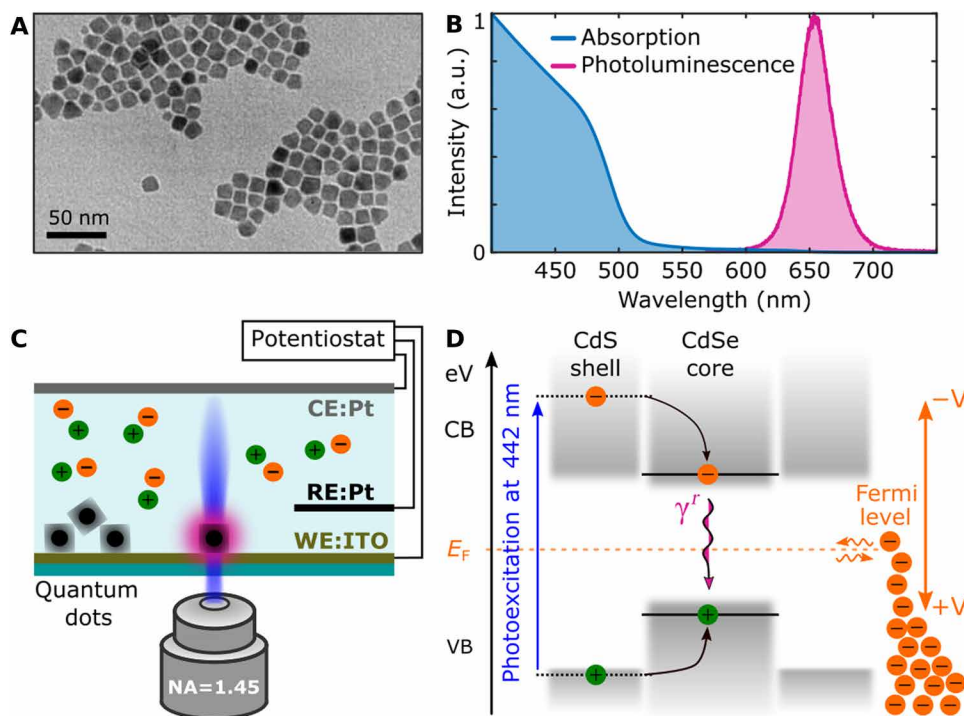 A
50 nm
B
Absorption
Photoluminescence
Intensity (a.u.)
1
0
450
500
550
600
650
700
Wavelength (nm)
C
Potentiostat
CE:Pt
RE:Pt
WE:ITO
Quantum
dots
NA=1.45
D
eV
CB
VB
CdS
shell
CdSe
core
Photoexcitation at 442 nm
γʳ
E_F
Fermi
level
−V
+V